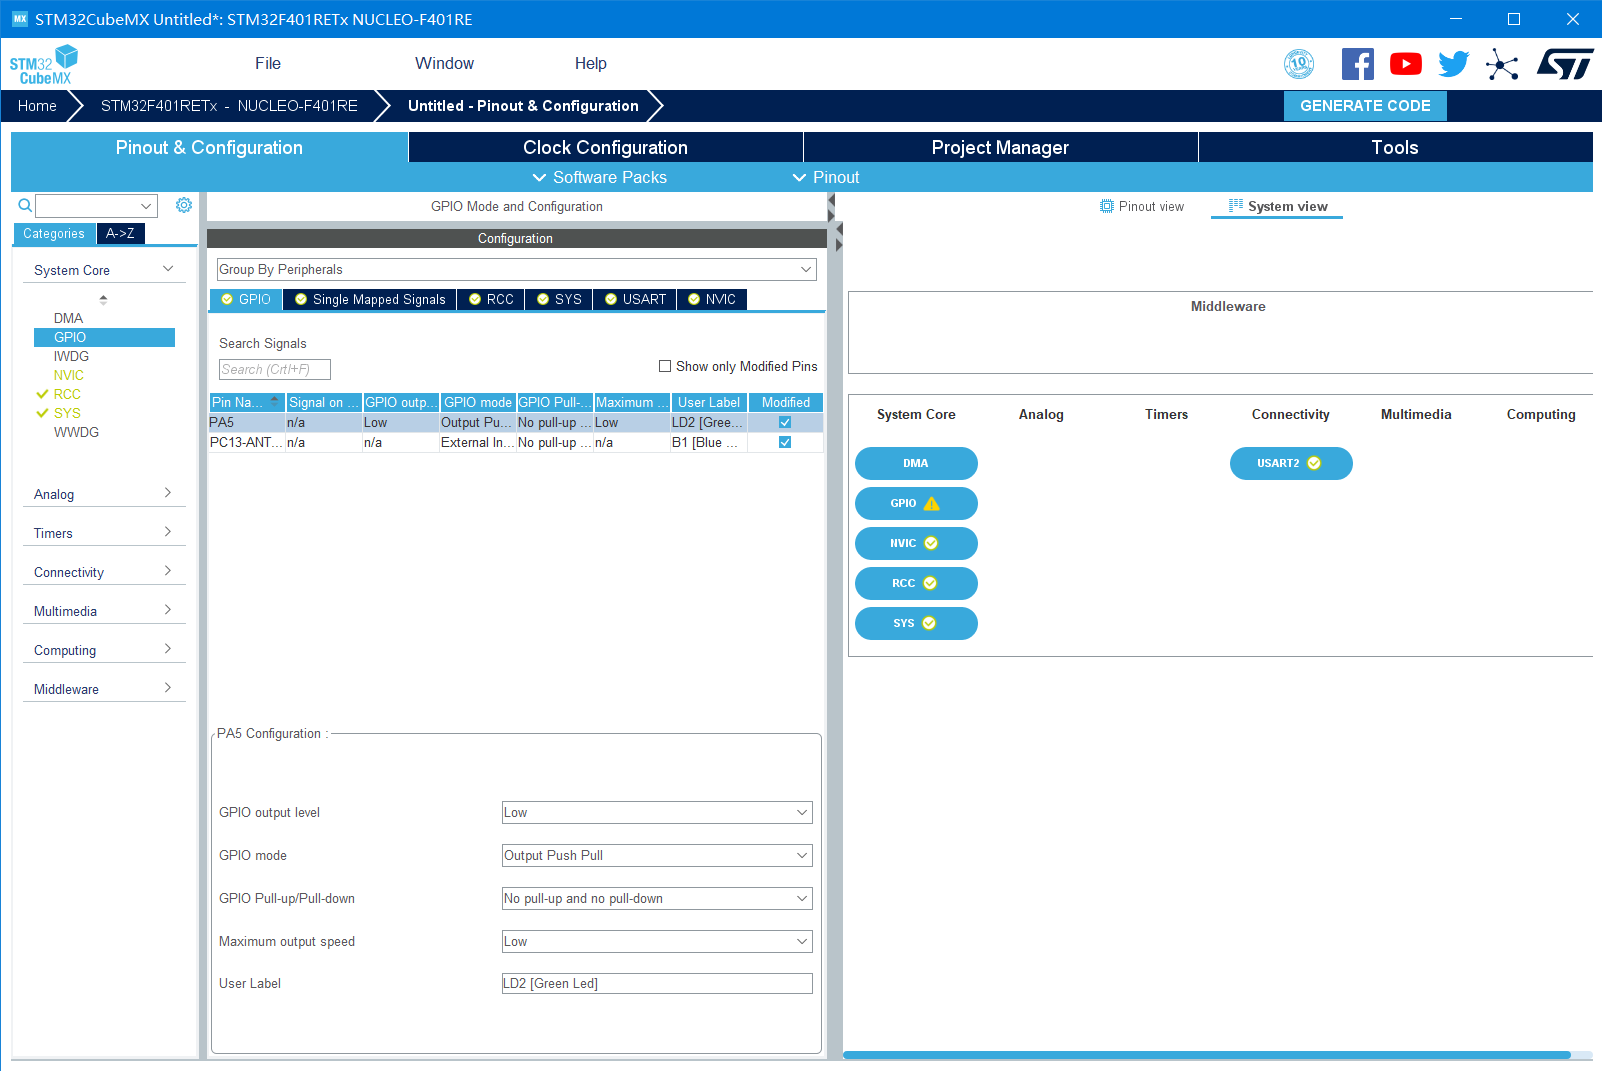 MX STM32CubeMX Untitled*: STM32F401RETx NUCLEO-F401RE
STM32 CubeMX
File Window Help
10
Home STM32F401RETx - NUCLEO-F401RE Untitled - Pinout & Configuration GENERATE CODE
Pinout & Configuration Clock Configuration Project Manager Tools
Software Packs Pinout
GPIO Mode and Configuration
Pinout view System view
Categories A->Z
Configuration
System Core
Group By Peripherals
GPIO Single Mapped Signals RCC SYS USART NVIC
DMA
GPIO
IWDG
NVIC
RCC
SYS
WWDG
Analog
Timers
Connectivity
Multimedia
Computing
Middleware
Search Signals
Search (Crtl+F) Show only Modified Pins
Pin Na... Signal on ... GPIO outp... GPIO mode GPIO Pull-... Maximum ... User Label Modified
PA5 n/a Low Output Pu... No pull-up ... Low LD2 [Gree...
PC13-ANT... n/a n/a External In... No pull-up ... n/a B1 [Blue ...
PA5 Configuration :
GPIO output level Low
GPIO mode Output Push Pull
GPIO Pull-up/Pull-down No pull-up and no pull-down
Maximum output speed Low
User Label LD2 [Green Led]
Middleware
System Core Analog Timers Connectivity Multimedia Computing
DMA USART2
GPIO
NVIC
RCC
SYS